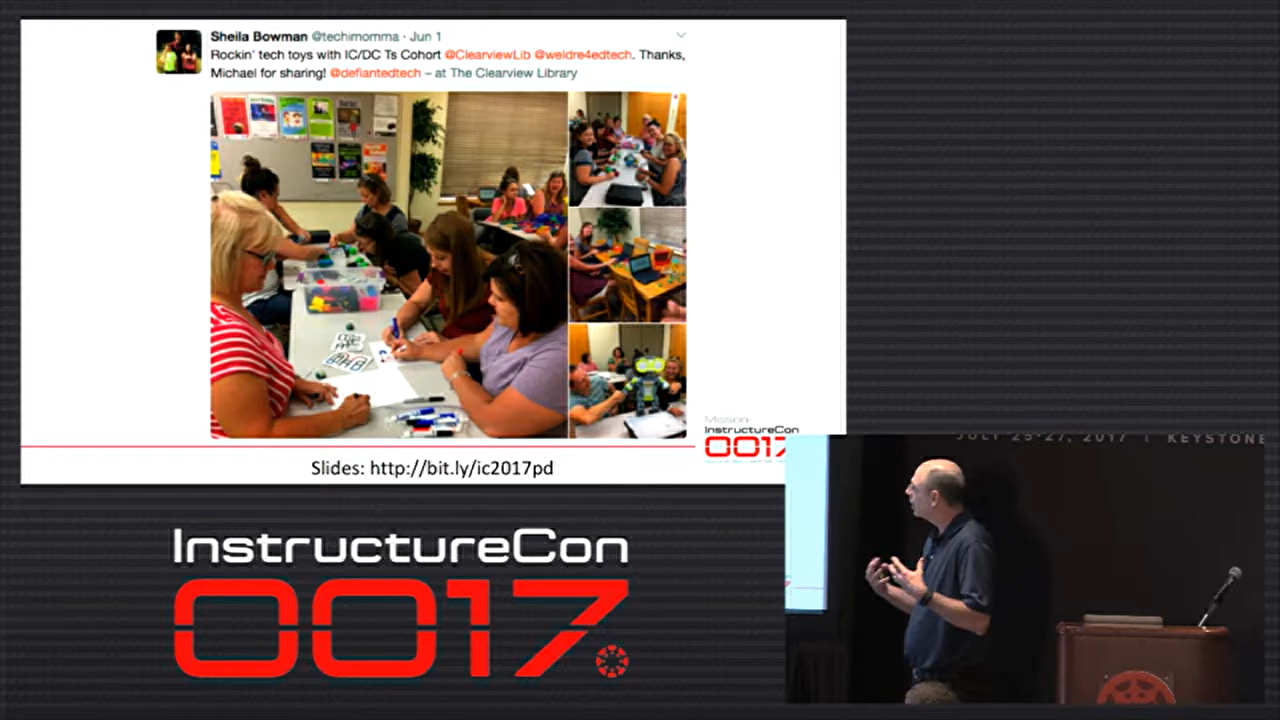 Sheila Bowman @techimomma · Jun 1
Rockin' tech toys with IC/DC Ts Cohort @ClearviewLib @weldre4edtech. Thanks,
Michael for sharing! @defiantedtech – at The Clearview Library
Mission:
InstructureCon
0017
Slides: http://bit.ly/ic2017pd
JULY 25-27, 2017 | KEYSTONE
InstructureCon
0017